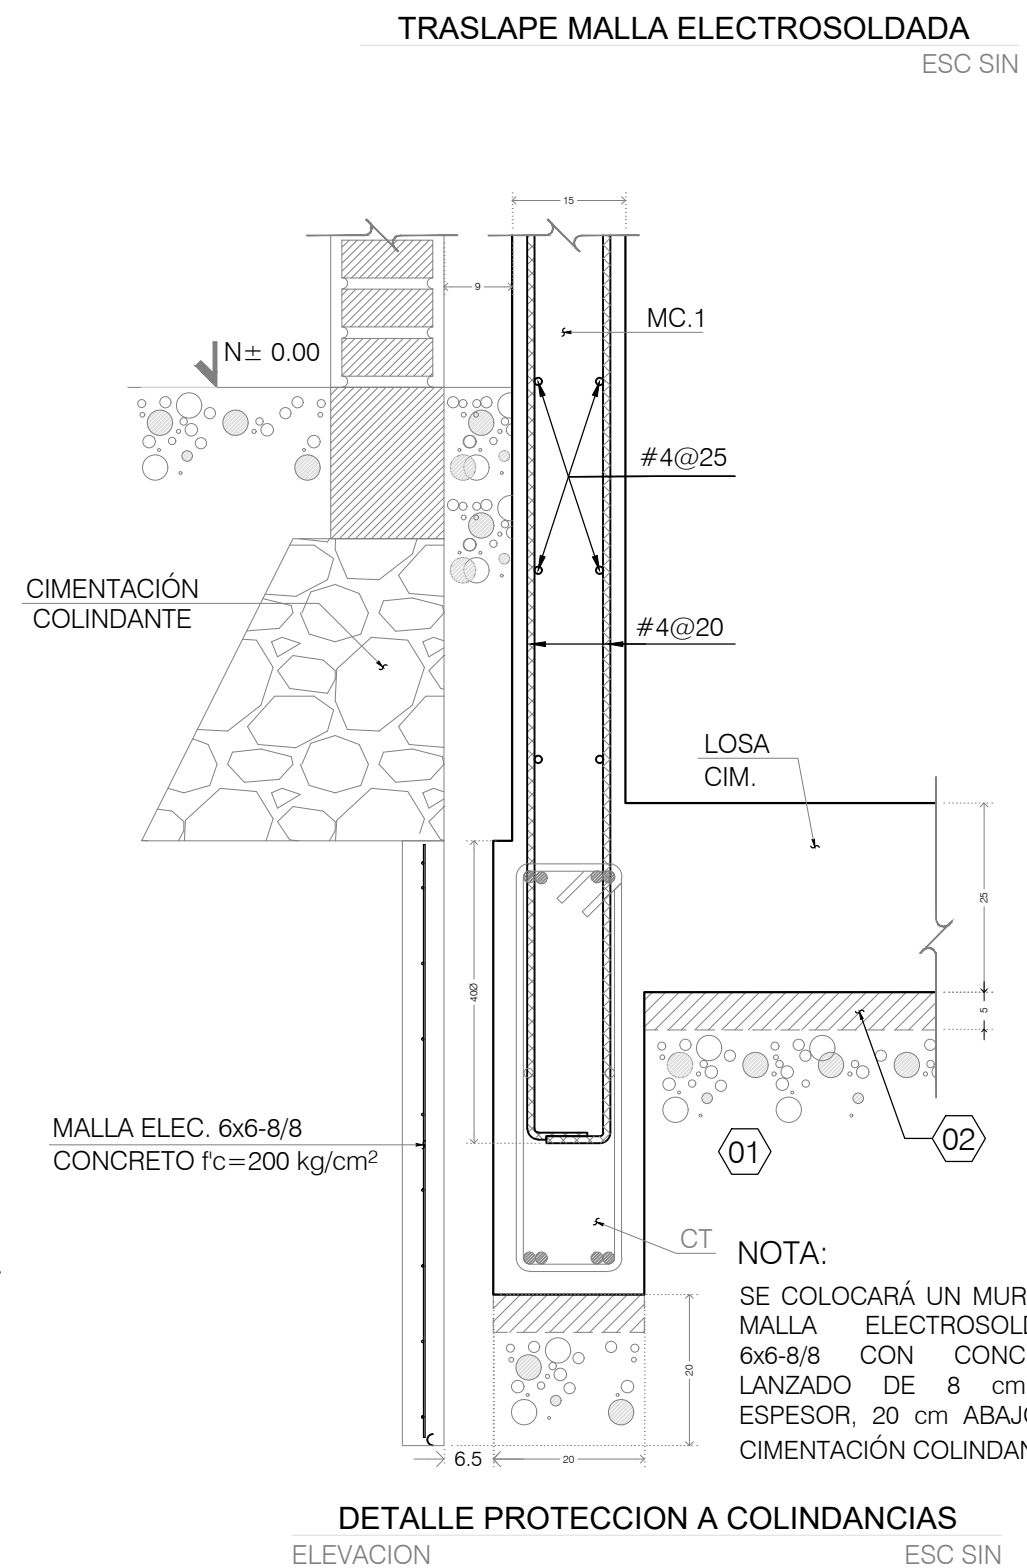 TRASLAPE MALLA ELECTROSOLDADA
ESC SIN
15
9
MC.1
N± 0.00
#4@25
CIMENTACIÓN
COLINDANTE
#4@20
LOSA
CIM.
25
40Ø
5
MALLA ELEC. 6x6-8/8
CONCRETO f'c=200 kg/cm²
01
02
CT
NOTA:
SE COLOCARÁ UN MUR
MALLA ELECTROSOL
6x6-8/8 CON CONC
LANZADO DE 8 cm
ESPESOR, 20 cm ABAJO
CIMENTACIÓN COLINDAN
20
6.5
20
DETALLE PROTECCION A COLINDANCIAS
ELEVACION
ESC SIN